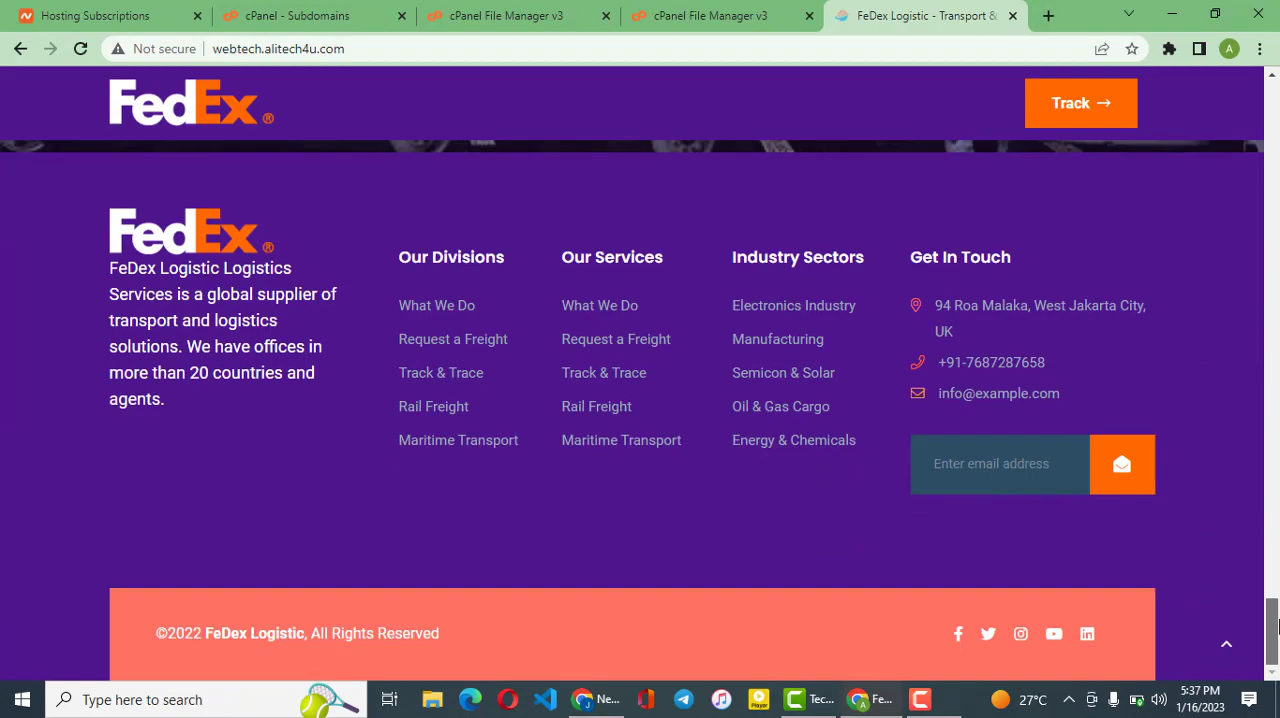 Hosting Subscriptions
cPanel - Subdomains
cPanel File Manager v3
cPanel File Manager v3
FeDex Logistic - Transport &
Not secure
webtech.alitech4u.com
A
FedEx ®
Track →
FedEx ®
FeDex Logistic Logistics
Services is a global supplier of
transport and logistics
solutions. We have offices in
more than 20 countries and
agents.
Our Divisions
What We Do
Request a Freight
Track & Trace
Rail Freight
Maritime Transport
Our Services
What We Do
Request a Freight
Track & Trace
Rail Freight
Maritime Transport
Industry Sectors
Electronics Industry
Manufacturing
Semicon & Solar
Oil & Gas Cargo
Energy & Chemicals
Get In Touch
94 Roa Malaka, West Jakarta City,
UK
+91-7687287658
info@example.com
Enter email address
©2022 FeDex Logistic, All Rights Reserved
Type here to search
Ne...
Player
Tec...
Fe...
27°C
5:37 PM
1/16/2023